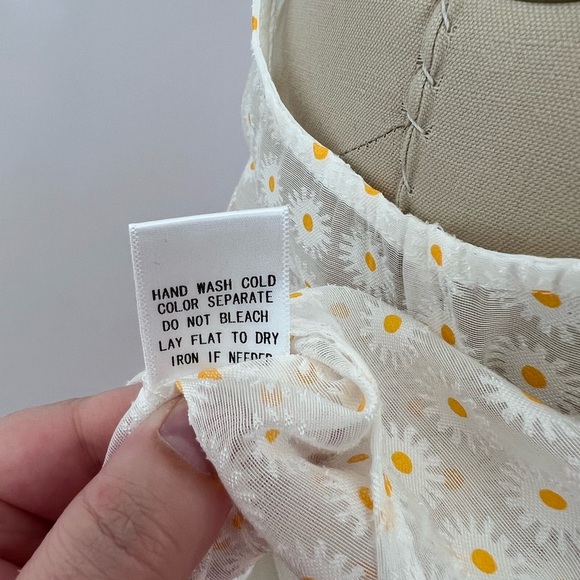 HAND WASH COLD
COLOR SEPARATE
DO NOT BLEACH
LAY FLAT TO DRY
IRON IF NEEDED